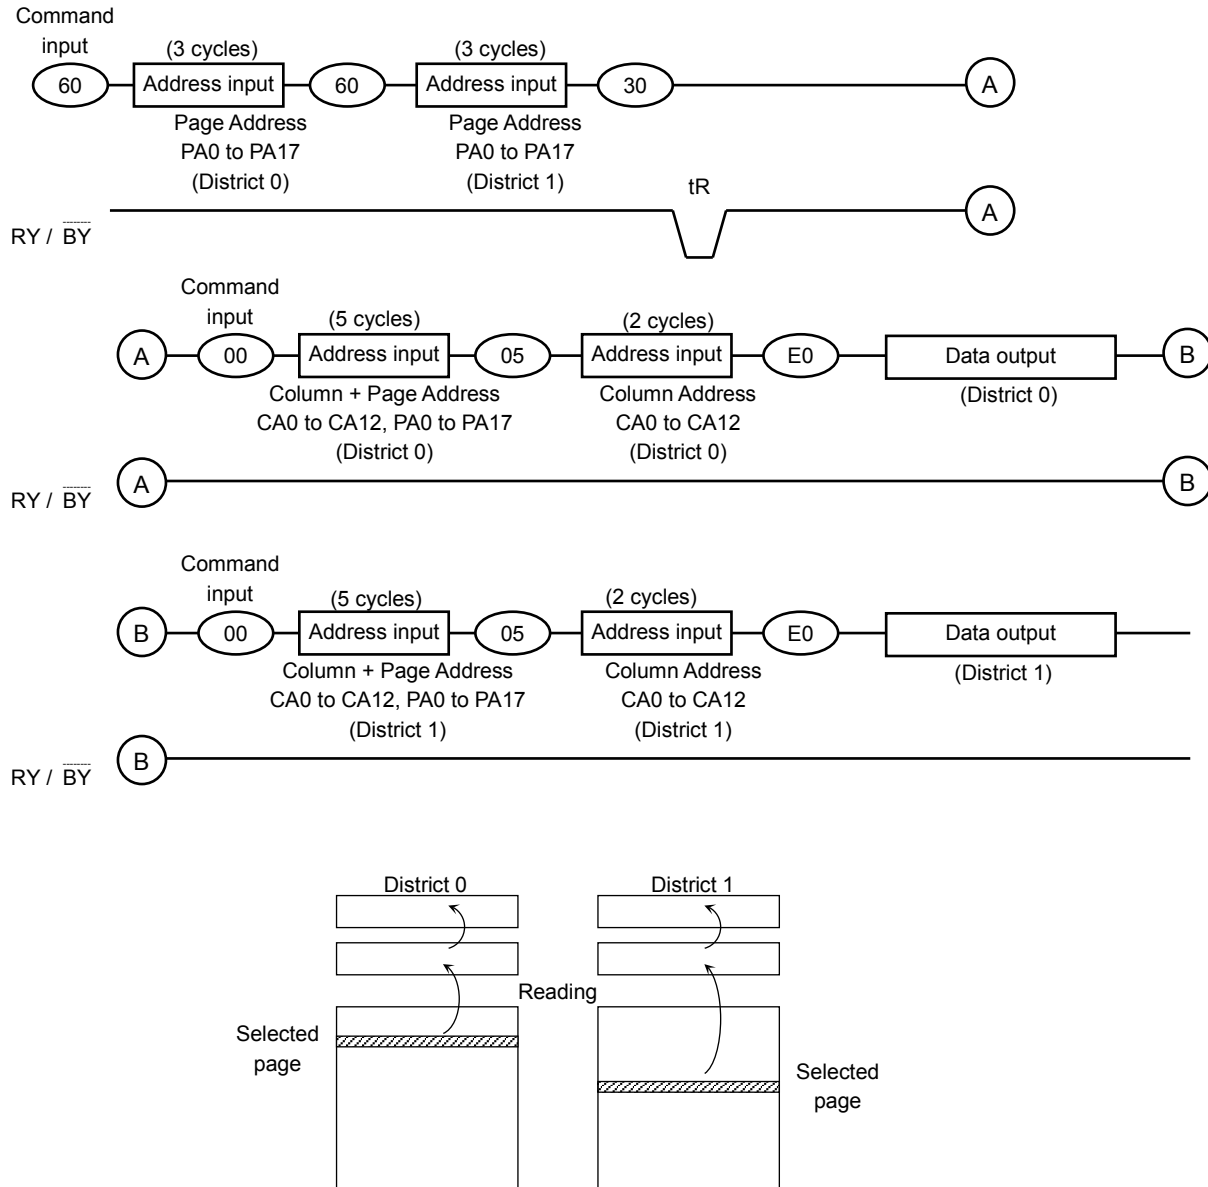 Command
input
(3 cycles) (3 cycles)
60 Address input 60 Address input 30 A
Page Address Page Address
PA0 to PA17 PA0 to PA17
(District 0) (District 1)
tR
RY / BY A
Command
input
(5 cycles) (2 cycles)
A 00 Address input 05 Address input E0 Data output B
Column + Page Address Column Address (District 0)
CA0 to CA12, PA0 to PA17 CA0 to CA12
(District 0) (District 0)
RY / BY A B
Command
input
(5 cycles) (2 cycles)
B 00 Address input 05 Address input E0 Data output
Column + Page Address Column Address (District 1)
CA0 to CA12, PA0 to PA17 CA0 to CA12
(District 1) (District 1)
RY / BY B
District 0 District 1
Reading
Selected
page
Selected
page